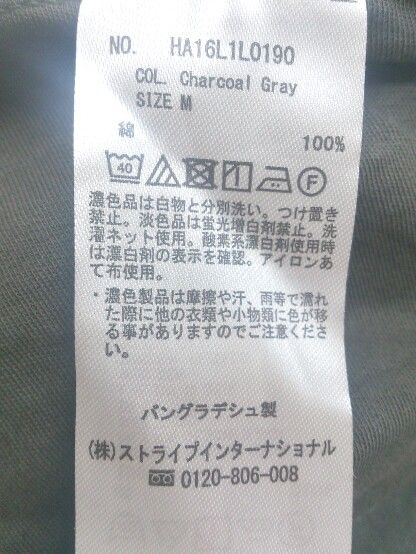 NO. HA16L1L0190
COL. Charcoal Gray
SIZE M
綿 100%
40 F
濃色品は白物と分別洗い。つけ置き
禁止。淡色品は蛍光増白剤禁止。洗
濯ネット使用。酸素系漂白剤使用時
は漂白剤の表示を確認。アイロンあ
て布使用。
・濃色製品は摩擦や汗、雨等で濡れ
た際に他の衣類や小物類に色が移
る事がありますのでご注意くださ
い。
バングラデシュ製
(株)ストライプインターナショナル
0120-806-008